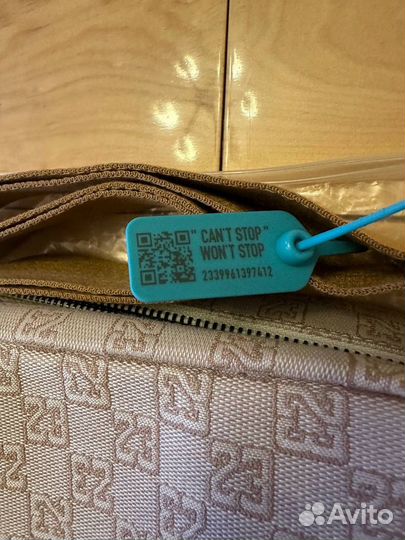 " CAN'T STOP "
WON'T STOP
2339961397412
Avito